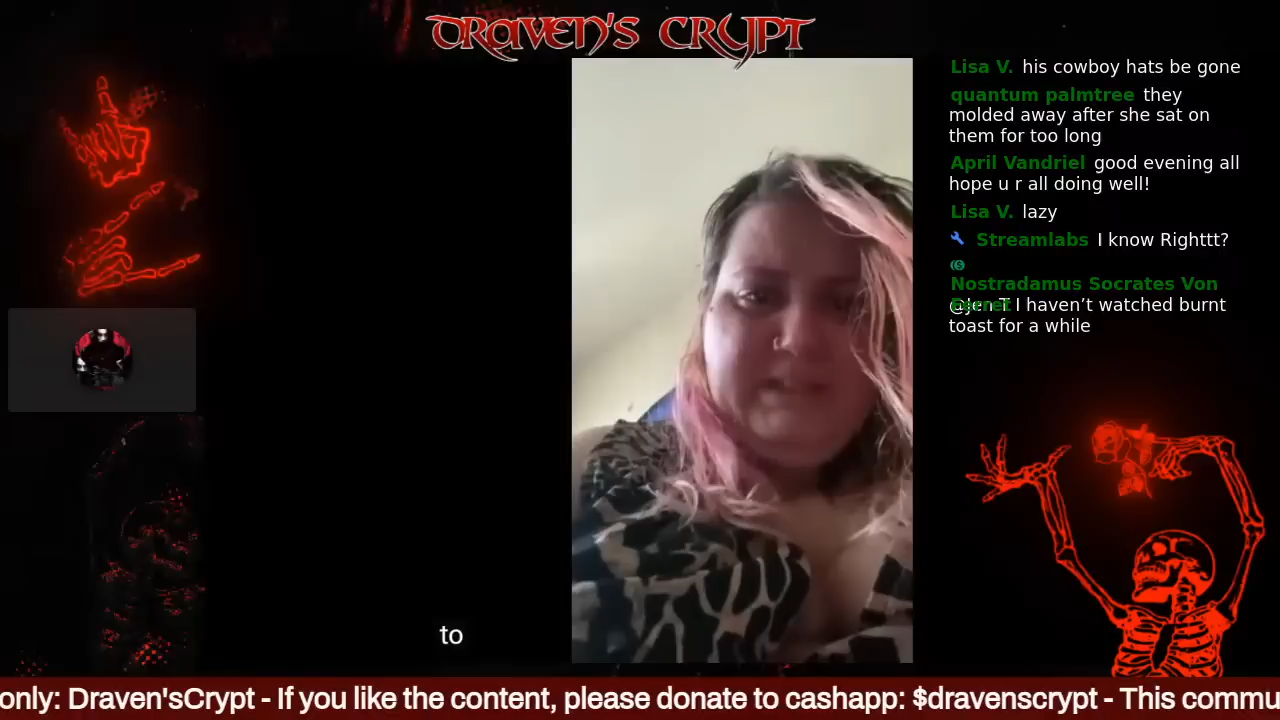 DRAVEN'S CRYPT
Lisa V. his cowboy hats be gone
quantum palmtree they
molded away after she sat on
them for too long
April Vandriel good evening all
hope u r all doing well!
Lisa V. lazy
Streamlabs I know Righttt?
Nostradamus Socrates Von
Ferret
@Jen T I haven’t watched burnt
toast for a while
to
only: Draven'sCrypt - If you like the content, please donate to cashapp: $dravenscrypt - This commu